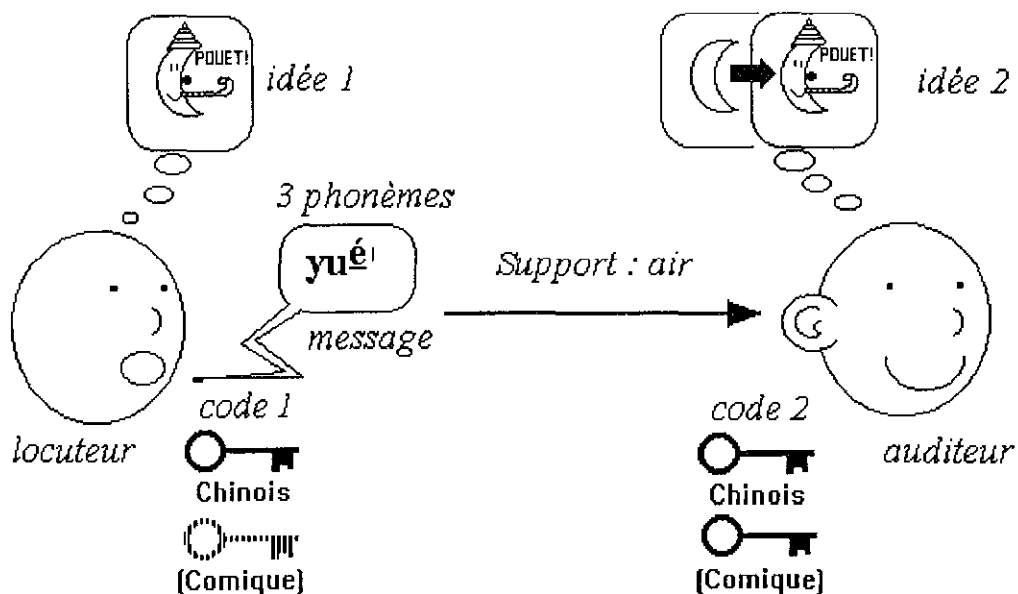 POUET!
idée 1
POUET!
idée 2
3 phonèmes
yué
Support : air
message
code 1
code 2
locuteur
auditeur
Chinois
Chinois
(Comique)
(Comique)